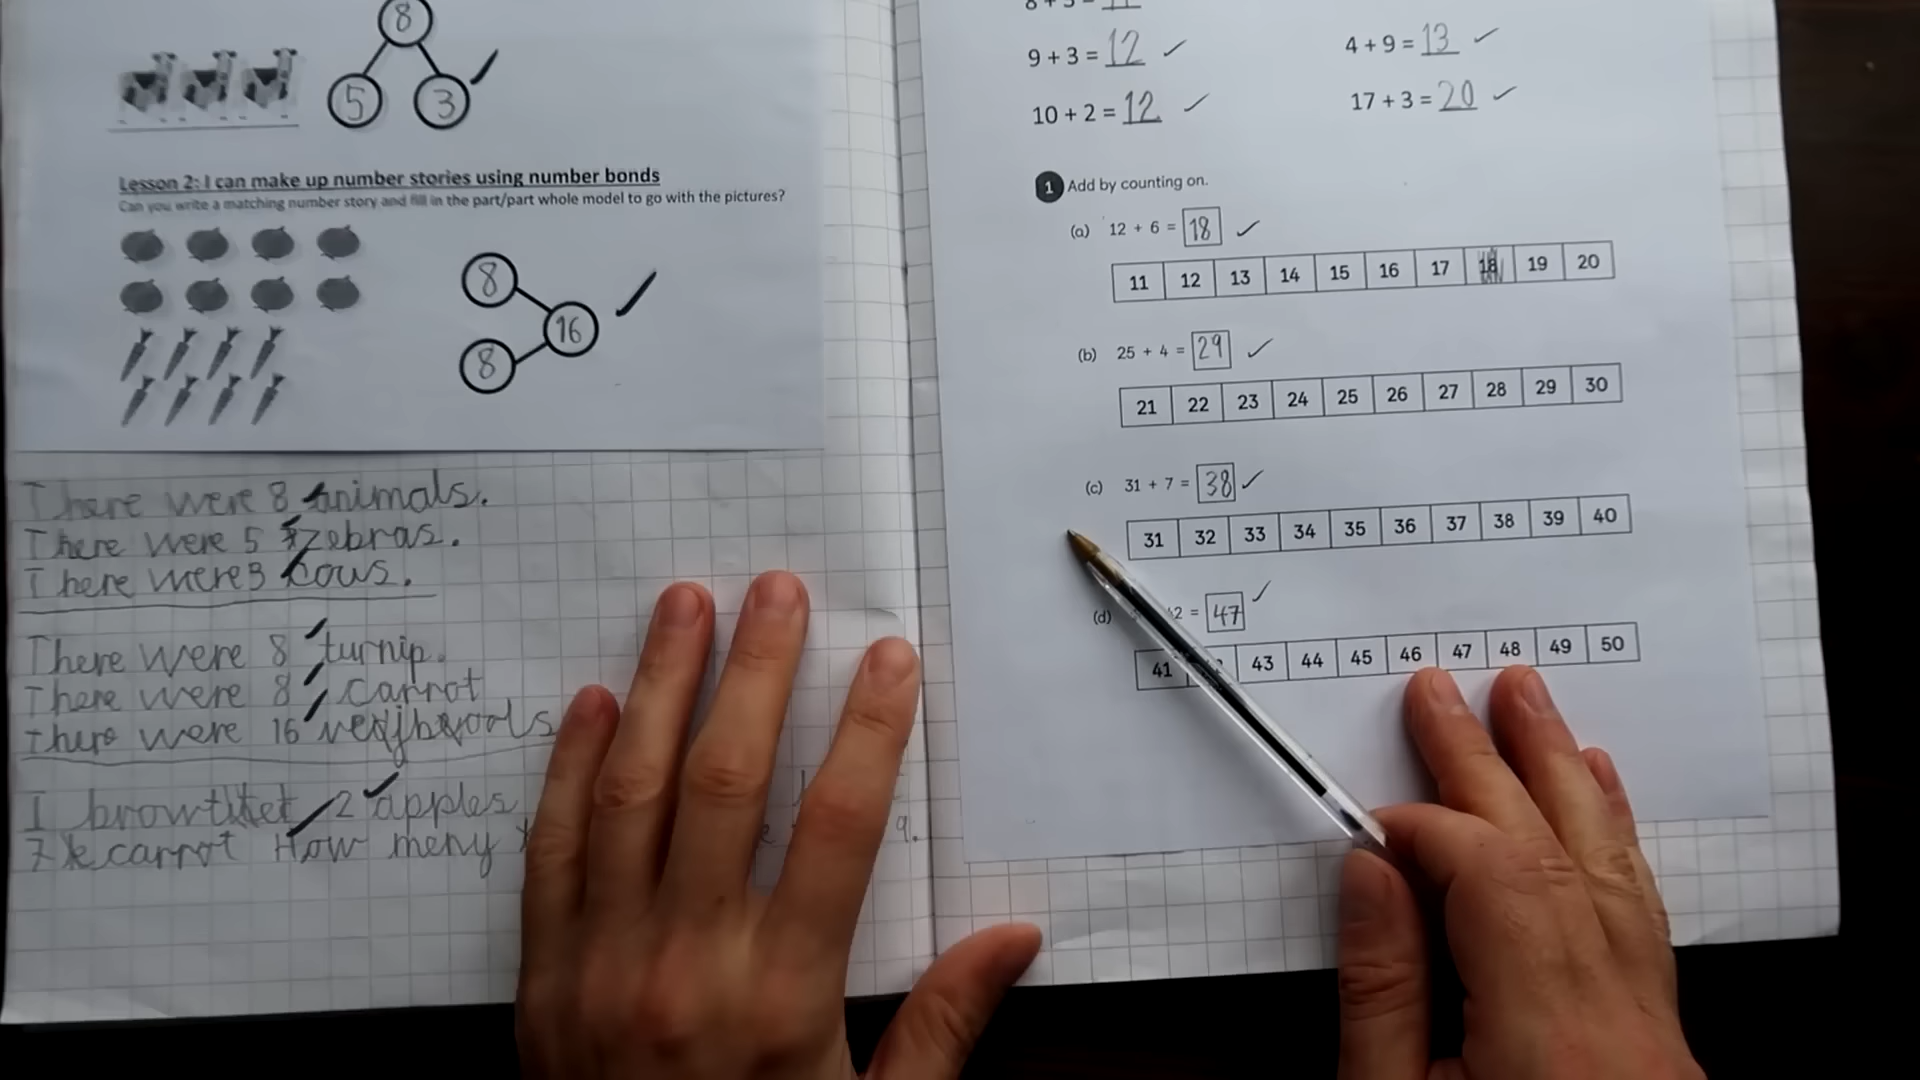 8
5 3
Lesson 2: I can make up number stories using number bonds
Can you write a matching number story and fill in the part/part whole model to go with the pictures?
8
16
8
There were 8 animals.
There were 5 zebras.
There were 3 cows.
There were 8 turnip.
There were 8 carrot
There were 16
I 2 apples
7 carrot How meny
9.
8 + 3 = 11
9 + 3 = 12
10 + 2 = 12
4 + 9 = 13
17 + 3 = 20
1 Add by counting on.
(a) 12 + 6 = 18
11 12 13 14 15 16 17 18 19 20
(b) 25 + 4 = 29
21 22 23 24 25 26 27 28 29 30
(c) 31 + 7 = 38
31 32 33 34 35 36 37 38 39 40
(d) 42 = 47
41 43 44 45 46 47 48 49 50